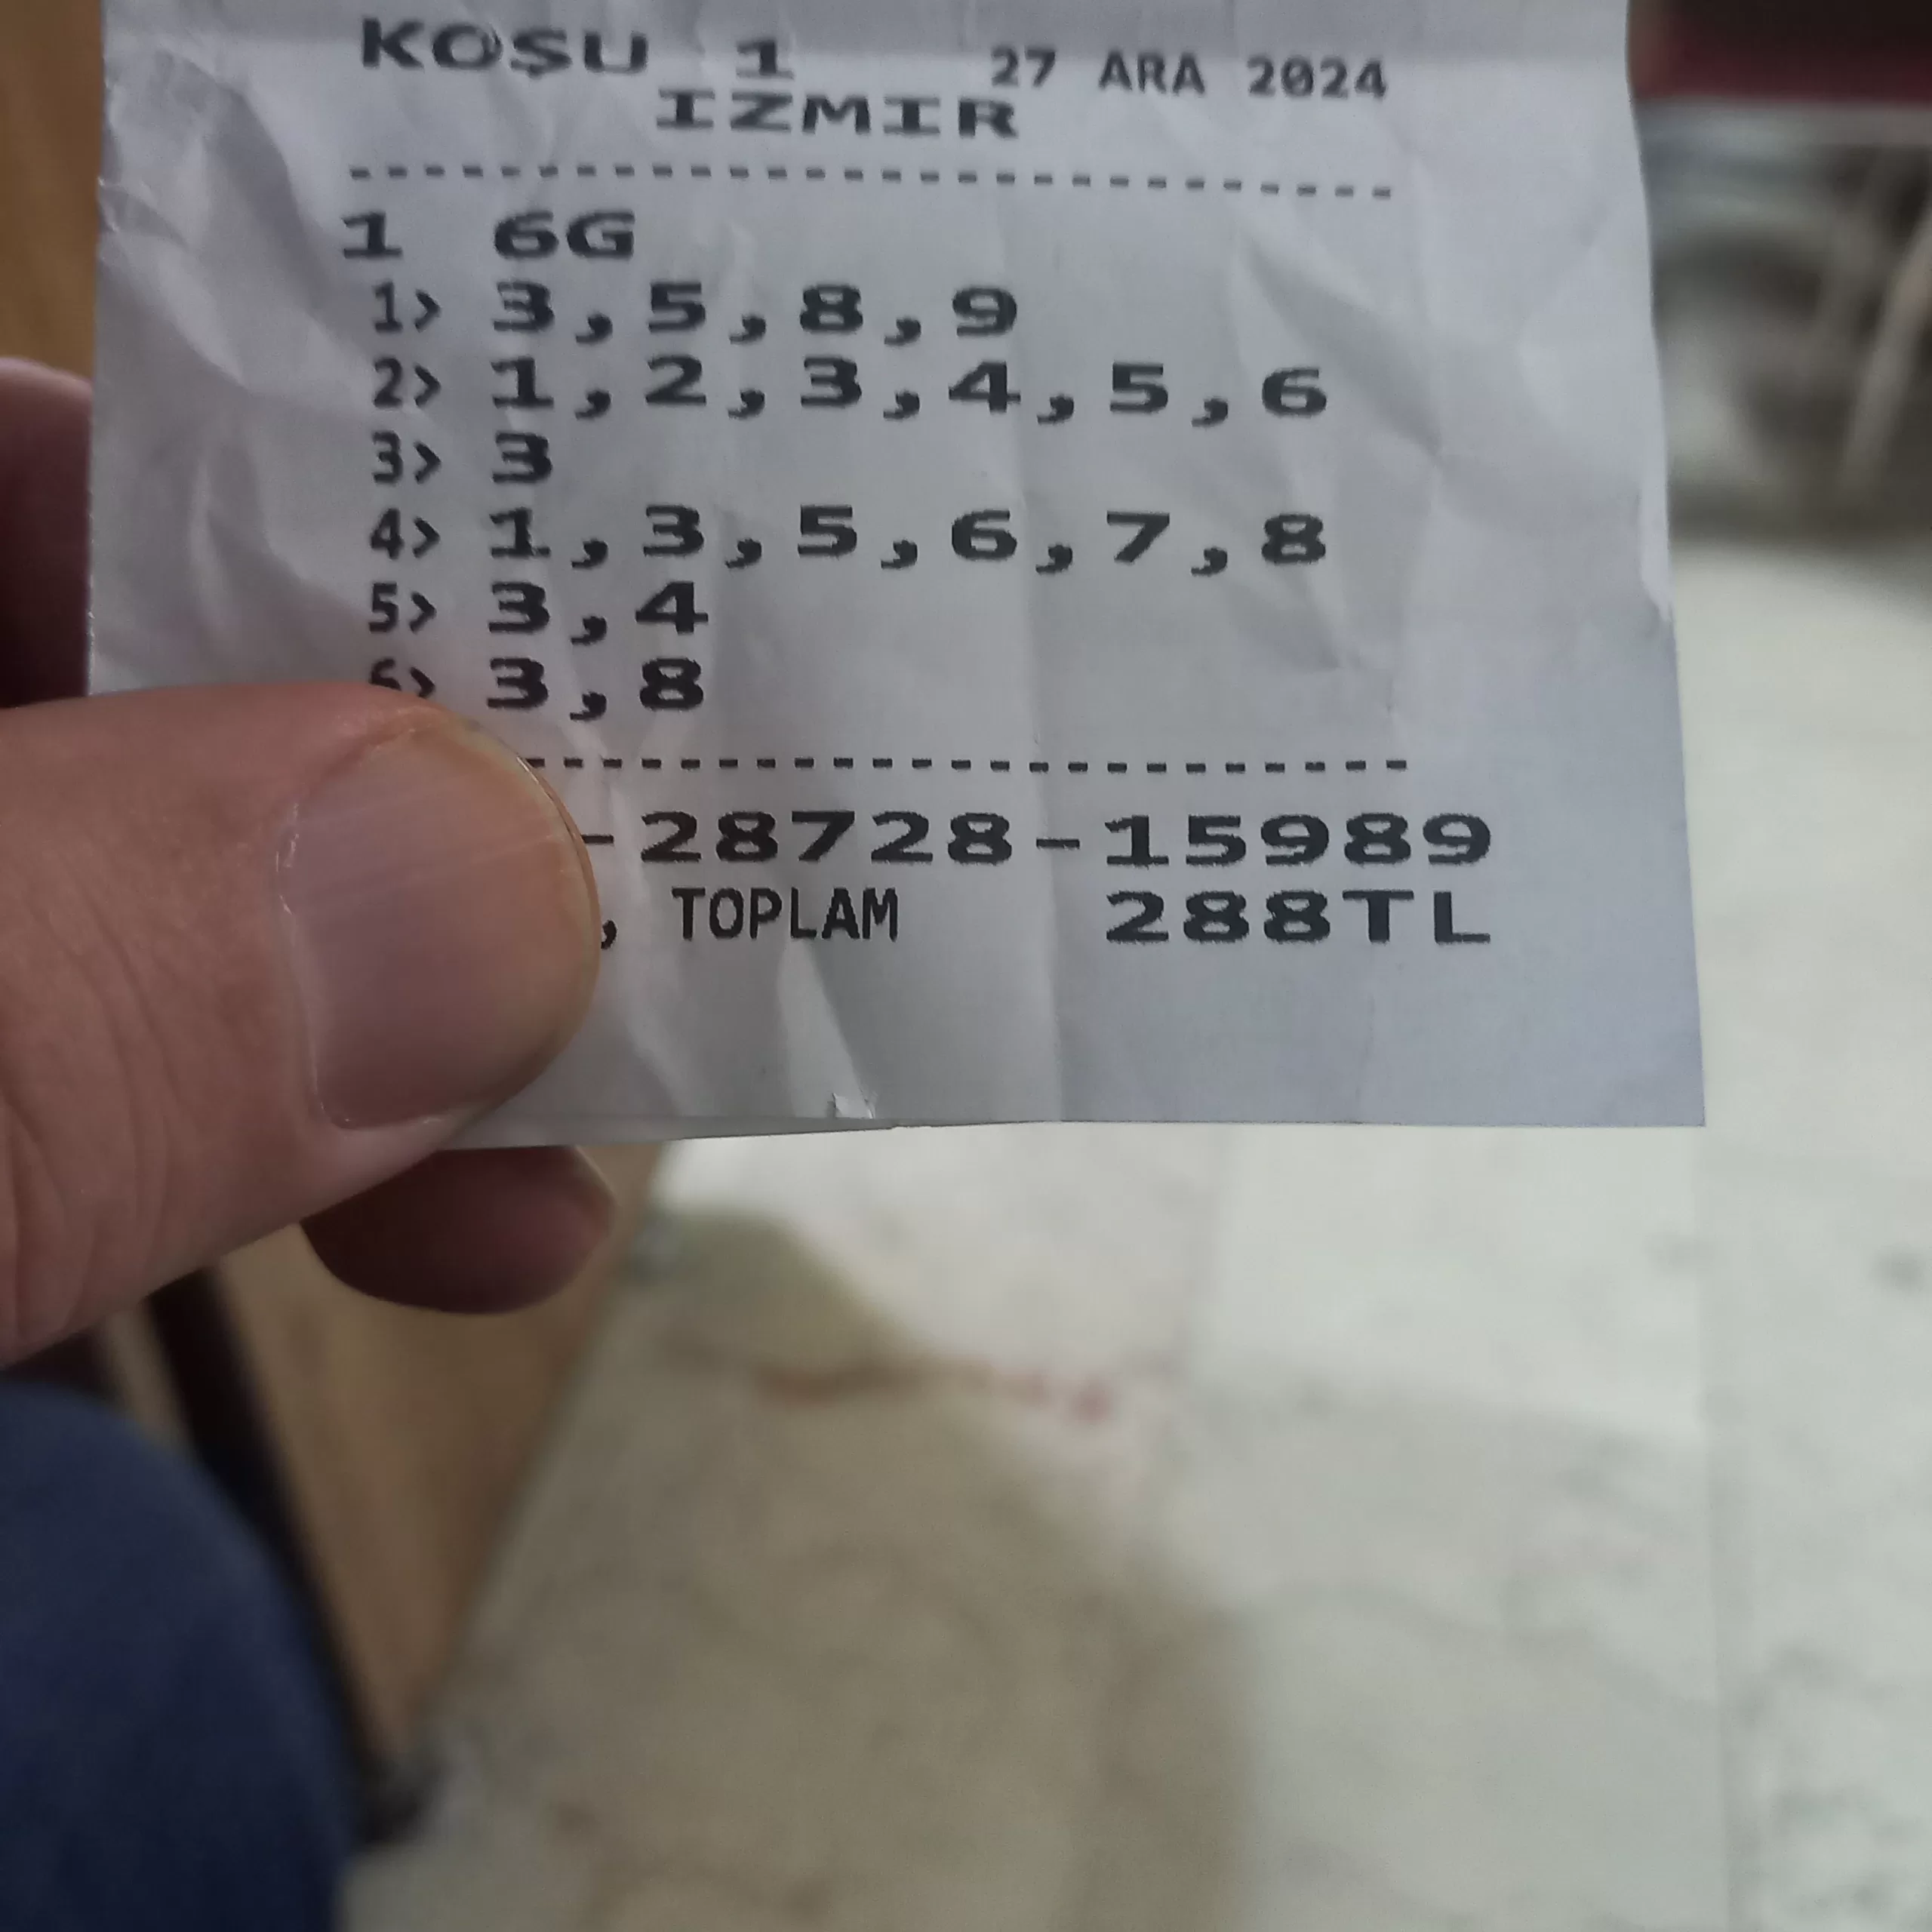 KOŞU 1 27 ARA 2024
IZMIR
1 6G
1> 3,5,8,9
2> 1,2,3,4,5,6
3> 3
4> 1,3,5,6,7,8
5> 3,4
6> 3,8
-28728-15989
, TOPLAM 288TL